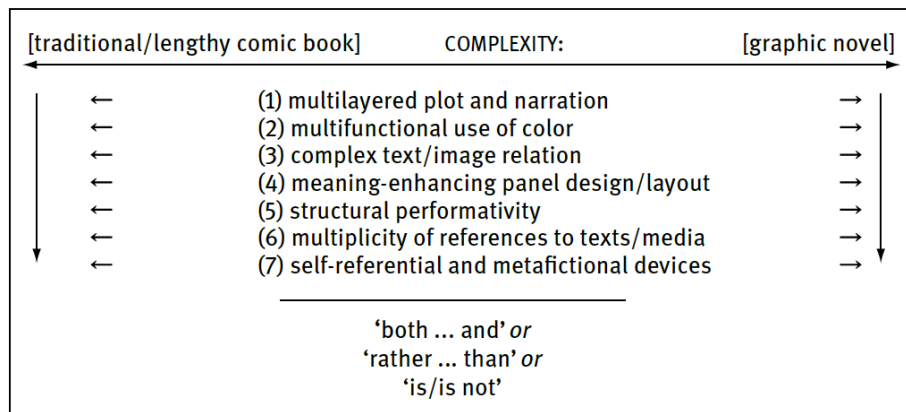 [traditional/lengthy comic book] COMPLEXITY: [graphic novel]
← (1) multilayered plot and narration →
← (2) multifunctional use of color →
← (3) complex text/image relation →
← (4) meaning-enhancing panel design/layout →
← (5) structural performativity →
← (6) multiplicity of references to texts/media →
← (7) self-referential and metafictional devices →
‘both ... and’ or
‘rather ... than’ or
‘is/is not’